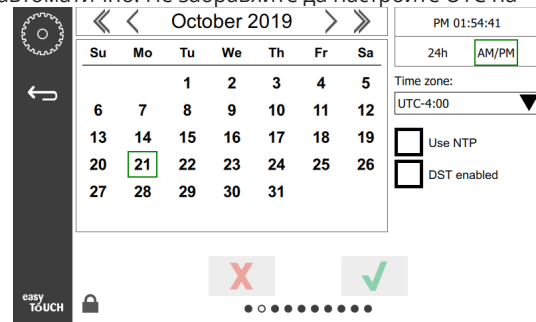 автоматично. Не забравяйте да настроите UTC на
October 2019
Su Mo Tu We Th Fr Sa
1 2 3 4 5
6 7 8 9 10 11 12
13 14 15 16 17 18 19
20 21 22 23 24 25 26
27 28 29 30 31
PM 01:54:41
24h AM/PM
Time zone:
UTC-4:00
Use NTP
DST enabled
easy
TOUCH